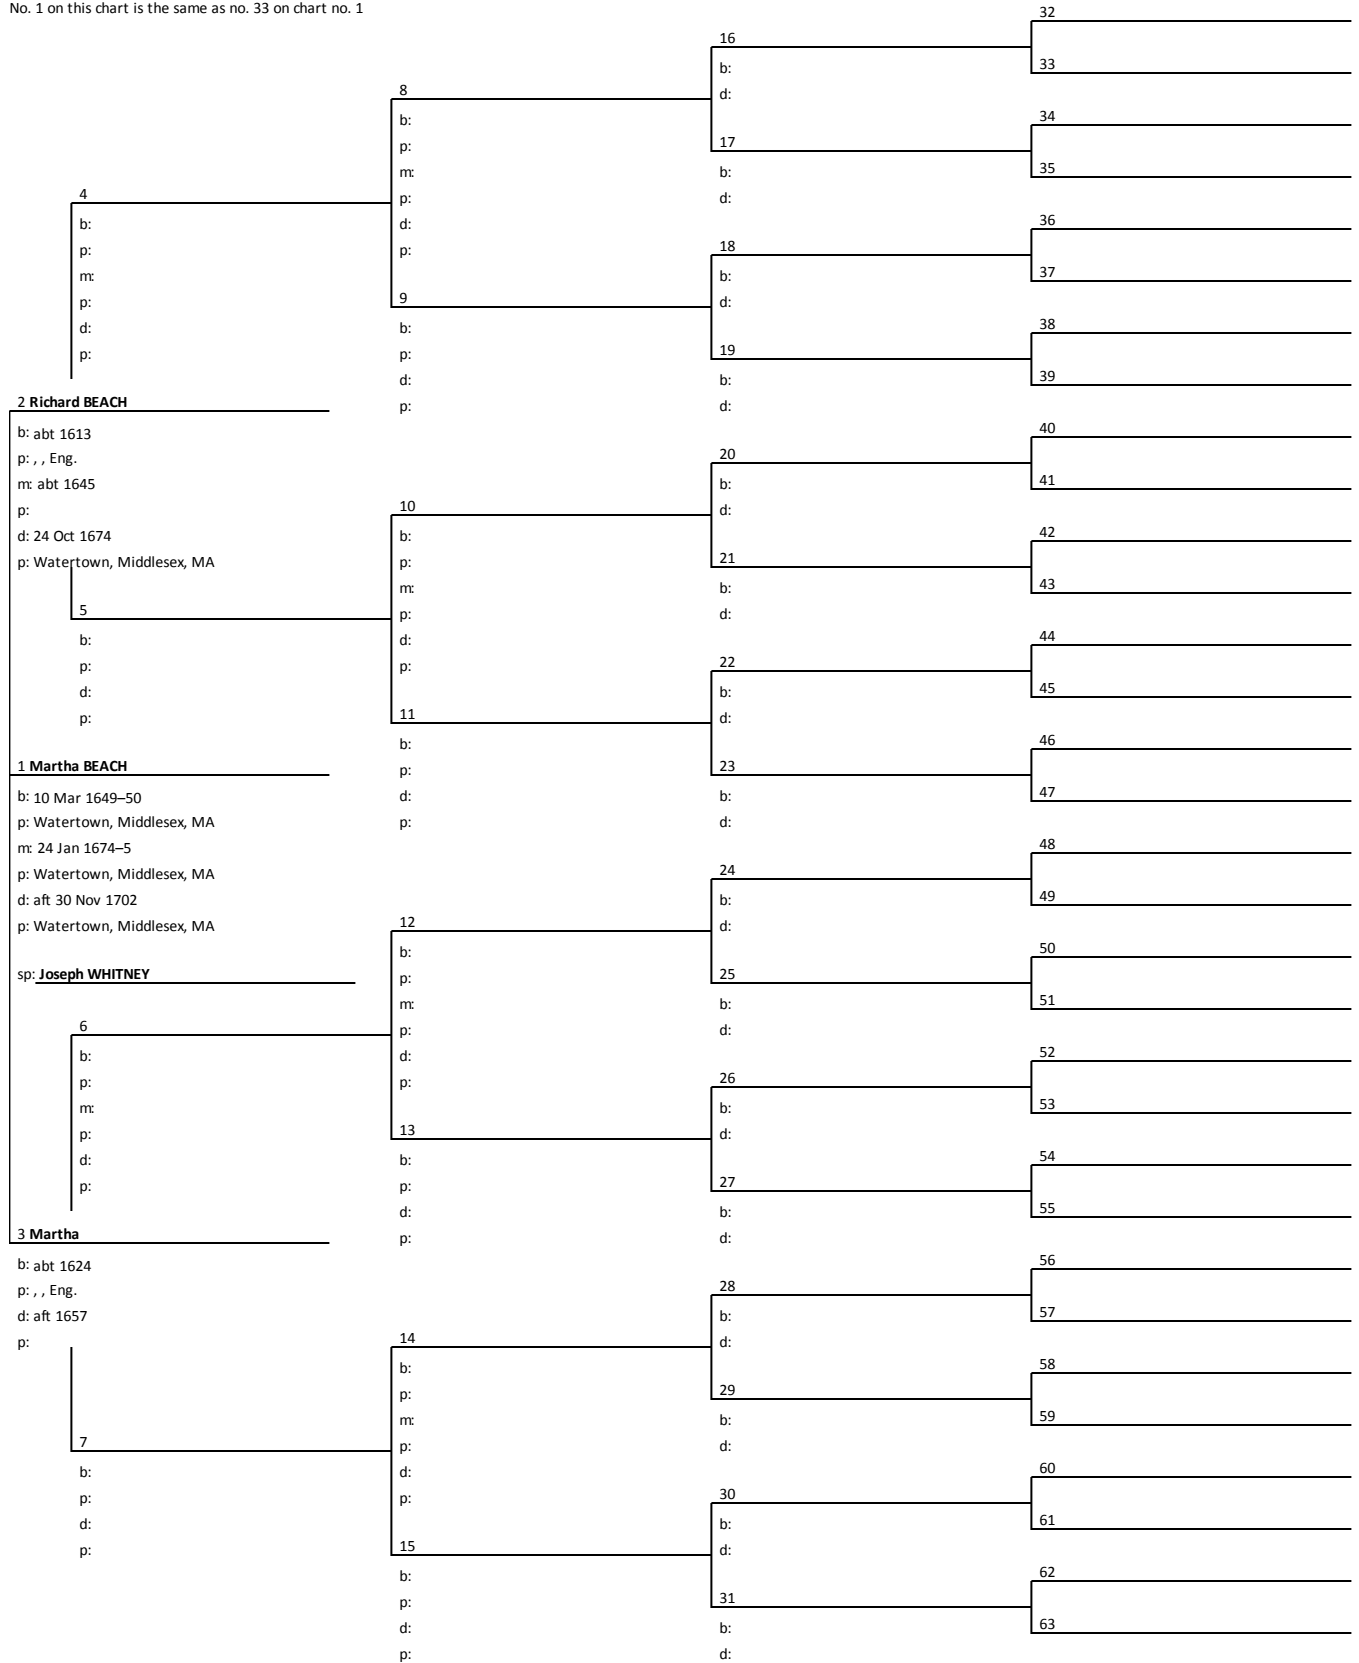 No. 1 on this chart is the same as no. 33 on chart no. 1
4
b:
p:
m:
p:
d:
p:
2 Richard BEACH
b: abt 1613
p: , , Eng.
m: abt 1645
p:
d: 24 Oct 1674
p: Watertown, Middlesex, MA
5
b:
p:
d:
p:
1 Martha BEACH
b: 10 Mar 1649–50
p: Watertown, Middlesex, MA
m: 24 Jan 1674–5
p: Watertown, Middlesex, MA
d: aft 30 Nov 1702
p: Watertown, Middlesex, MA
sp: Joseph WHITNEY
6
b:
p:
m:
p:
d:
p:
3 Martha
b: abt 1624
p: , , Eng.
d: aft 1657
p:
7
b:
p:
d:
p:
8
b:
p:
m:
p:
d:
p:
9
b:
p:
d:
p:
10
b:
p:
m:
p:
d:
p:
11
b:
p:
d:
p:
12
b:
p:
m:
p:
d:
p:
13
b:
p:
d:
p:
14
b:
p:
m:
p:
d:
p:
15
b:
p:
d:
p:
16
b:
d:
17
b:
d:
18
b:
d:
19
b:
d:
20
b:
d:
21
b:
d:
22
b:
d:
23
b:
d:
24
b:
d:
25
b:
d:
26
b:
d:
27
b:
d:
28
b:
d:
29
b:
d:
30
b:
d:
31
b:
d:
32
33
34
35
36
37
38
39
40
41
42
43
44
45
46
47
48
49
50
51
52
53
54
55
56
57
58
59
60
61
62
63